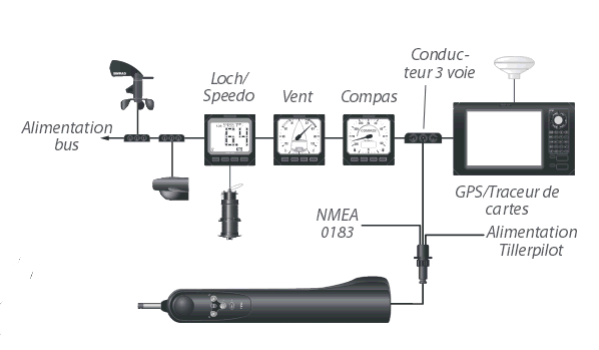 Conduc-
teur 3 voie
Loch/
Speedo
Vent
Compas
Alimentation
bus
6.4
GPS/Traceur de
cartes
NMEA
0183
Alimentation
Tillerpilot